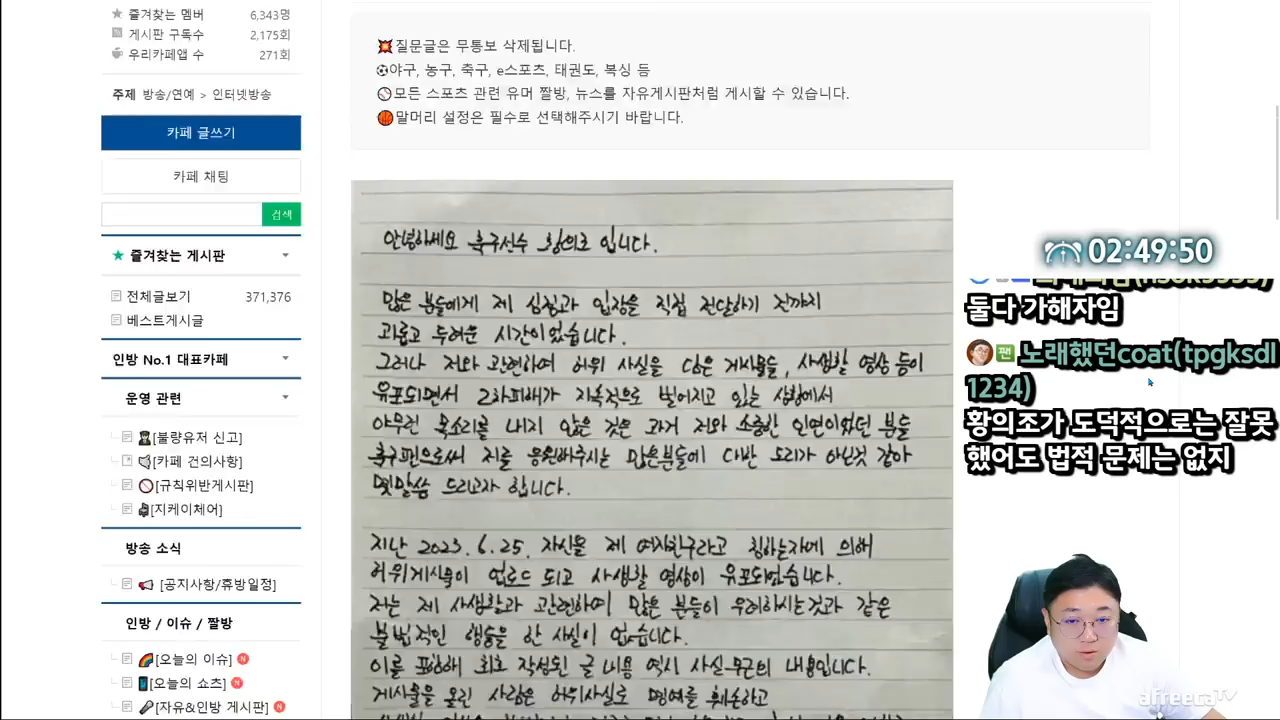 즐겨찾는 멤버 6,343명
게시판 구독수 2,175회
우리카페앱 수 271회
주제 방송/연예 > 인터넷방송
카페 글쓰기
카페 채팅
검색
★ 즐겨찾는 게시판
전체글보기 371,376
베스트게시글
인방 No.1 대표카페
운영 관련
[불량유저 신고]
[카페 건의사항]
[규칙위반게시판]
[지케이체어]
방송 소식
[공지사항/휴방일정]
인방 / 이슈 / 짤방
[오늘의 이슈] N
[오늘의 쇼츠] N
[자유&인방 게시판] N
💥질문글은 무통보 삭제됩니다.
⚽야구, 농구, 축구, e스포츠, 태권도, 복싱 등
⚾모든 스포츠 관련 유머 짤방, 뉴스를 자유게시판처럼 게시할 수 있습니다.
🏀말머리 설정은 필수로 선택해주시기 바랍니다.
안녕하세요 축구선수 황의조 입니다.
많은 분들에게 제 심정과 입장을 직접 전달하기 전까지
괴롭고 두려운 시간이었습니다.
그러나 저와 관련하여 허위 사실을 담은 게시물들, 사생활 영상 등이
유포되면서 2차피해가 지속적으로 벌어지고 있는 상황에서
아무런 목소리를 내지 않은 것은 과거 저와 소중한 인연이었던 분들
축구팬으로써 저를 응원해주시는 많은분들에 대한 도리가 아닌것 같아
몇말씀 드리고자 합니다.
지난 2023. 6. 25. 자신을 제 여자친구라고 칭하는자에 의해
허위게시물이 업로드 되고 사생활 영상이 유포되었습니다.
저는 제 사생활과 관련하여 많은 분들이 우려하시는것과 같은
불법적인 행동을 한 사실이 없습니다.
이를 포함해 최초 작성된 글 내용 역시 사실무근의 내용입니다.
게시물을 올린 사람은 허위사실로 명예를 훼손하고
02:49:50
둘다 가해자임
팬 노래했던coat(tpgksdl
1234)
황의조가 도덕적으로는 잘못
했어도 법적 문제는 없지
afreecaTV